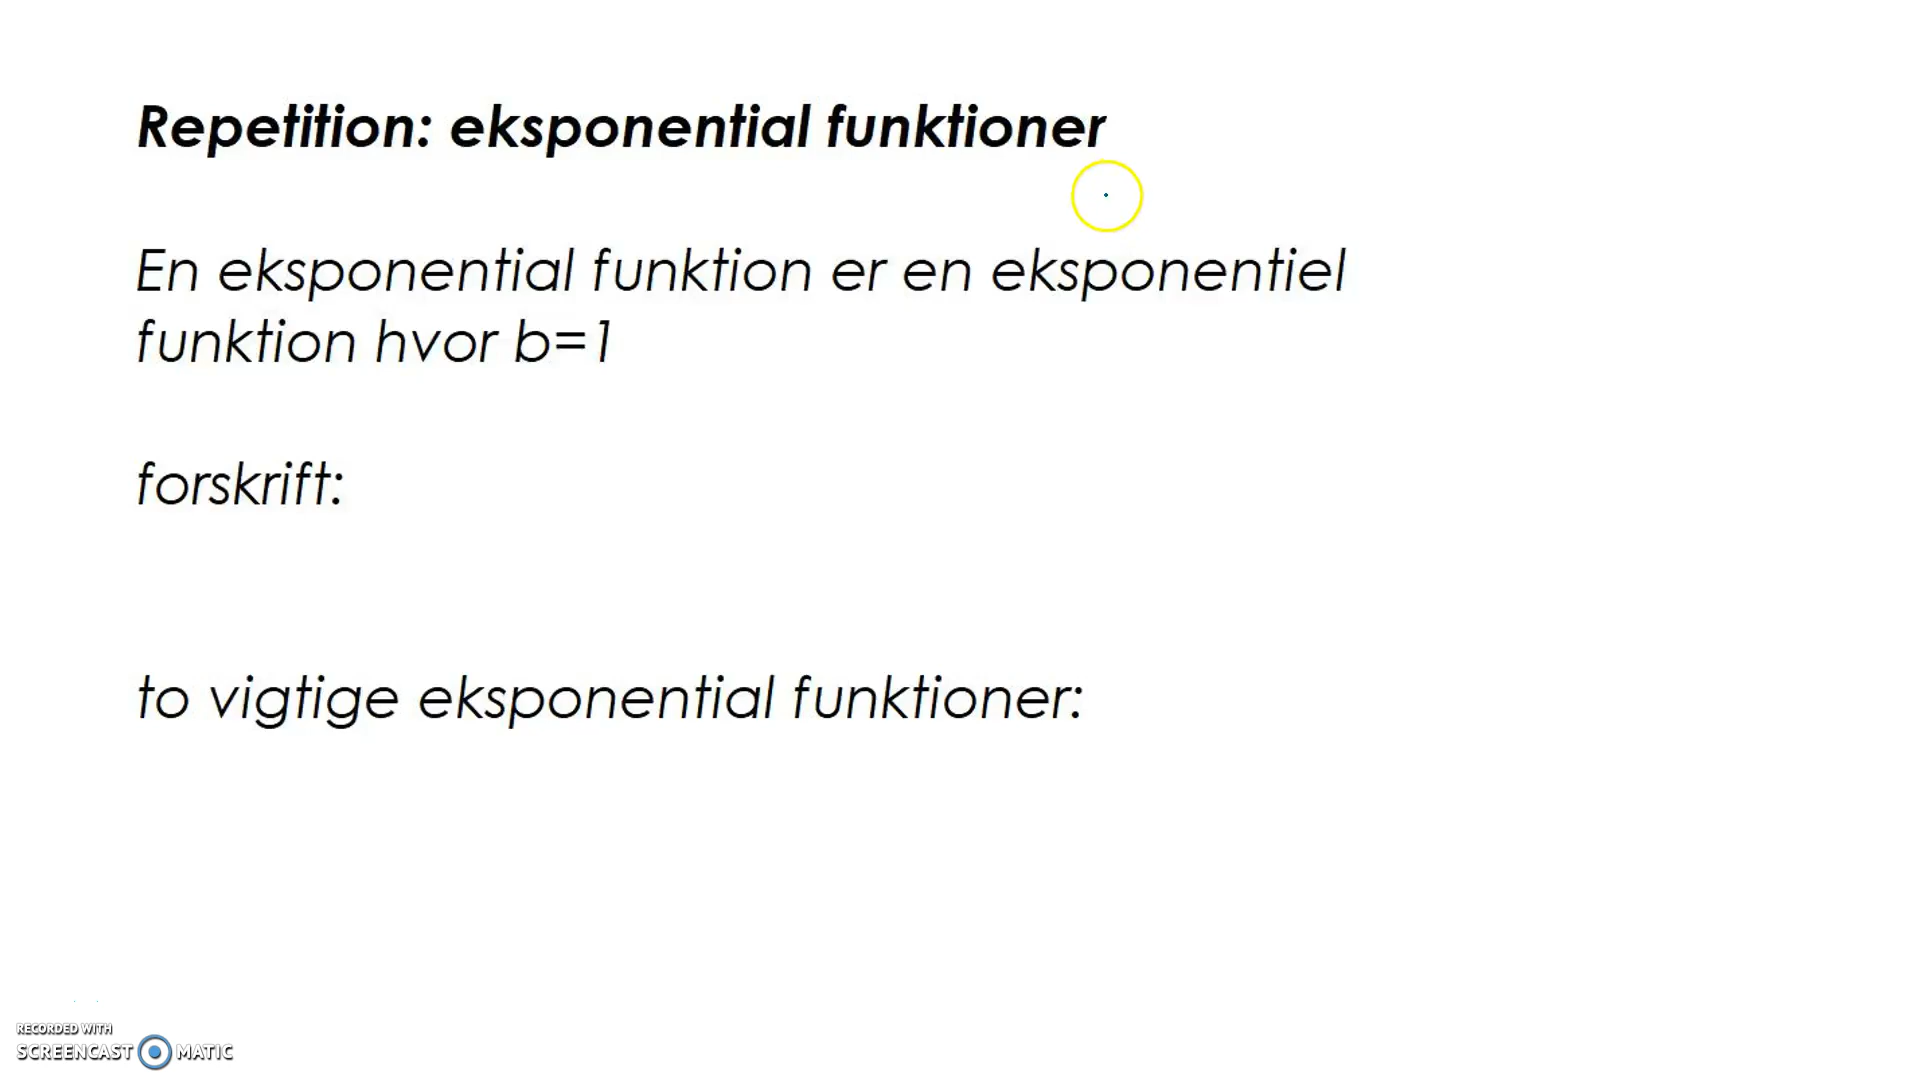 Repetition: eksponential funktioner
En eksponential funktion er en eksponentiel
funktion hvor b=1
forskrift:
to vigtige eksponential funktioner:
RECORDED WITH
SCREENCAST MATIC